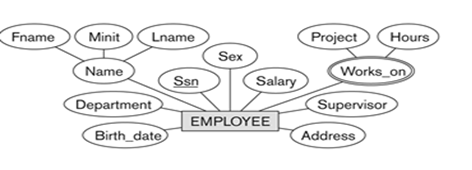 Fname Minit Lname Project Hours
Name Ssn Sex Salary Works_on
Department Supervisor
Birth_date EMPLOYEE Address